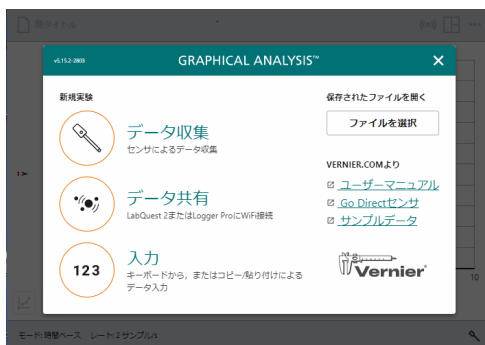 無題タイトル
v5.15.2-2803
GRAPHICAL ANALYSIS™
新規実験
データ収集
センサによるデータ収集
データ共有
LabQuest 2またはLogger ProにWiFi接続
123
入力
キーボードから，またはコピー/貼り付けによる
データ入力
保存されたファイルを開く
ファイルを選択
VERNIER.COMより
ユーザーマニュアル
Go Directセンサ
サンプルデータ
Vernier
10
モード:時間ベース レート:2 サンプル/s